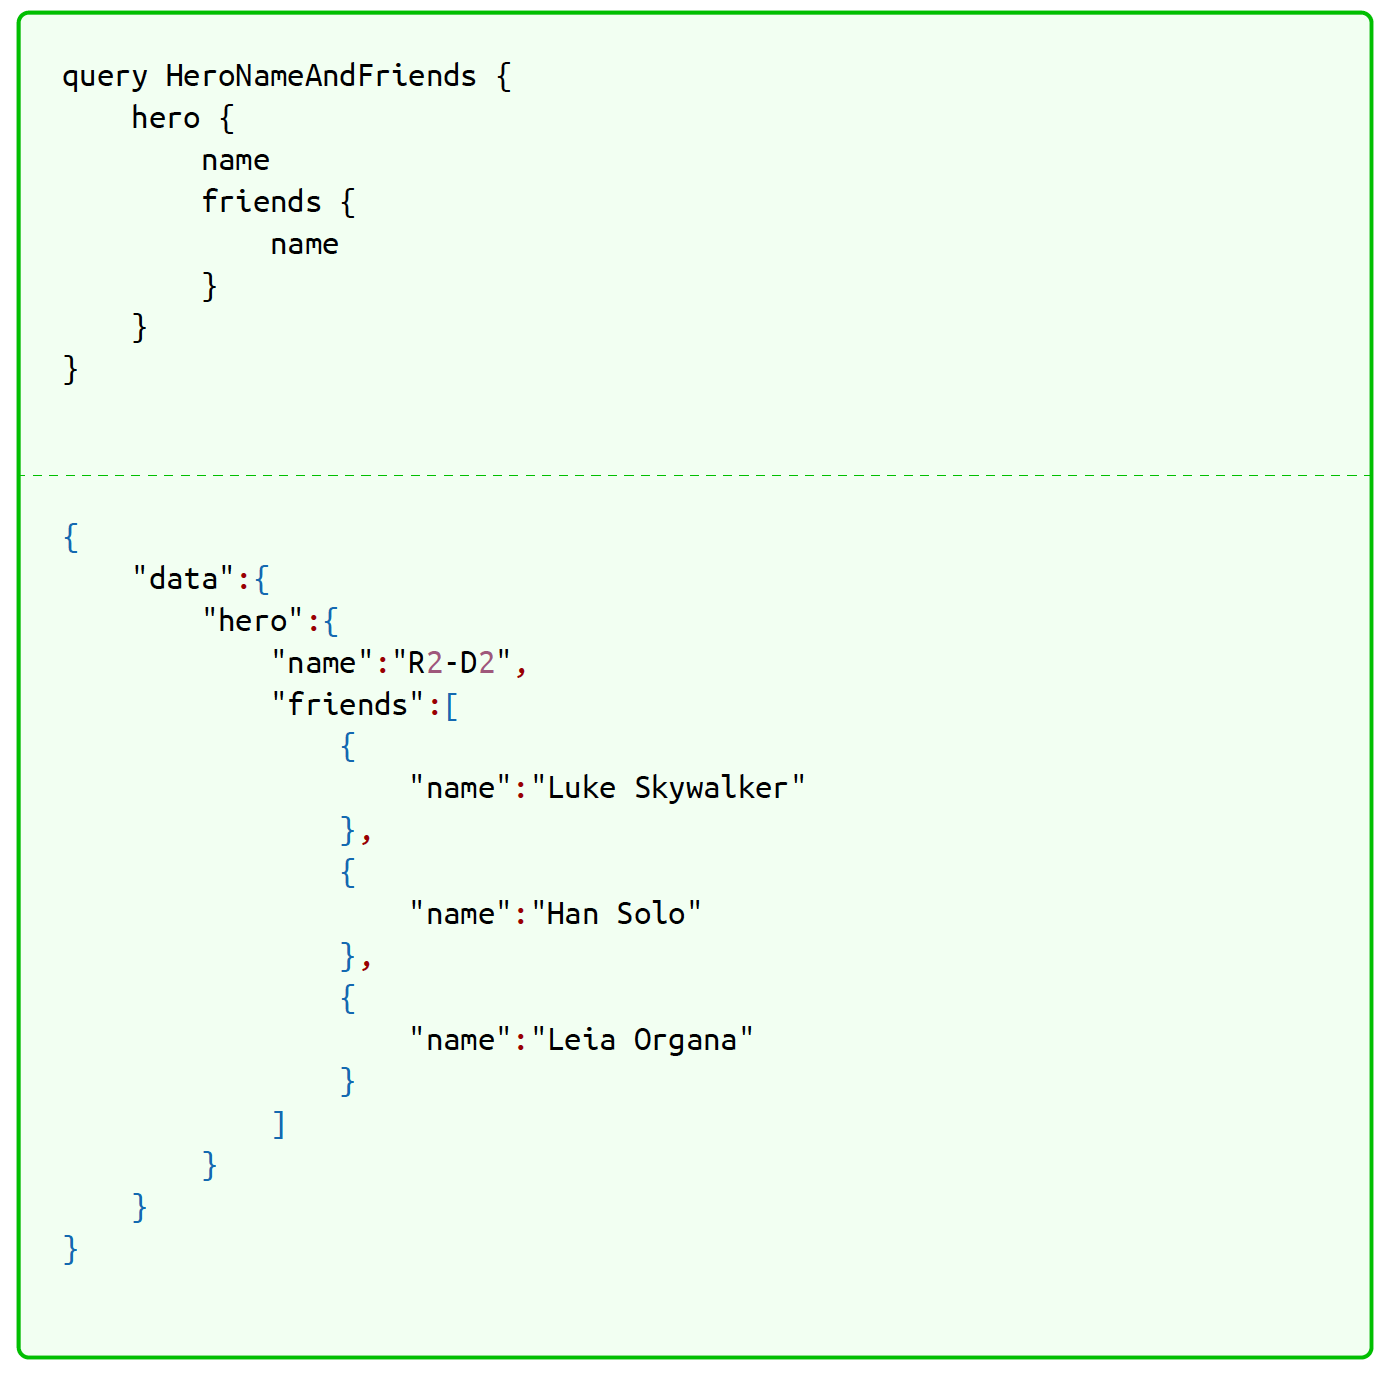 query HeroNameAndFriends {
    hero {
        name
        friends {
            name
        }
    }
}
{
    "data":{
        "hero":{
            "name":"R2-D2",
            "friends":[
                {
                    "name":"Luke Skywalker"
                },
                {
                    "name":"Han Solo"
                },
                {
                    "name":"Leia Organa"
                }
            ]
        }
    }
}